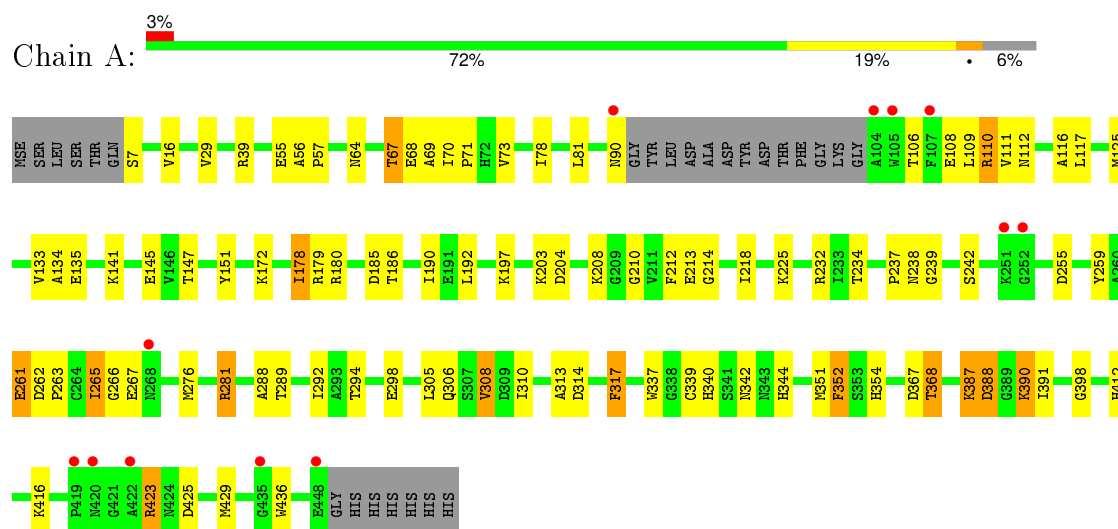 3%
Chain A:
72% 19% • 6%
MSE SER LEU SER THR GLN S7 V16 V29 R39 E55 A56 P57 N64 T67 E68 A69 I70 P71 H72 V73 I78 L81 N90 GLY TYR LEU ASP ALA ASP TYR ASP THR PHE GLY LYS GLY A104 W105 T106 F107 E108 L109 R110 V111 N112 A116 L117 M125
V133 A134 E135 K141 E145 V146 T147 Y151 K172 I178 R179 R180 D185 T186 I190 E191 L192 K197 K203 D204 K208 G209 G210 V211 F212 E213 G214 I218 K225 R232 I233 T234 P237 N238 G239 S242 K251 G252 D255 Y259 A260
E261 D262 P263 C264 I265 G266 E267 N268 M276 R281 A288 T289 I292 A293 T294 E298 L305 Q306 S307 V308 D309 I310 A313 D314 F317 W337 G338 C339 H340 S341 N342 N343 H344 M351 F352 S353 H354 D367 T368 K387 D388 G389 K390 I391 G398 H412
K416 P419 N420 G421 A422 R423 N424 D425 M429 G435 W436 E448 GLY HIS HIS HIS HIS HIS HIS